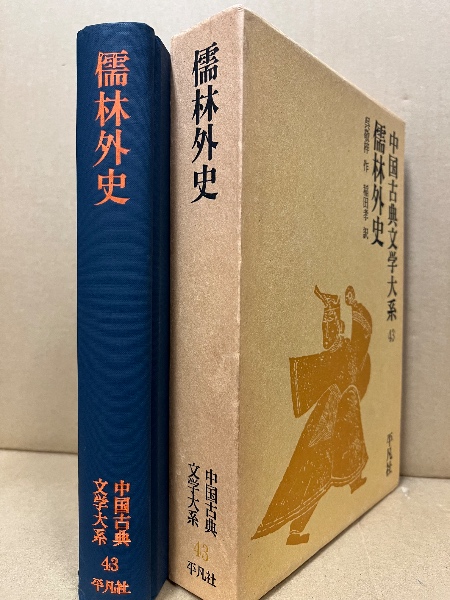 儒林外史
中国古典
文学大系
43
平凡社
儒林外史
中国古典
文学大系
43
平凡社
中国古典文学大系 43
儒林外史
呉敬梓 作 稲田孝 訳
平凡社